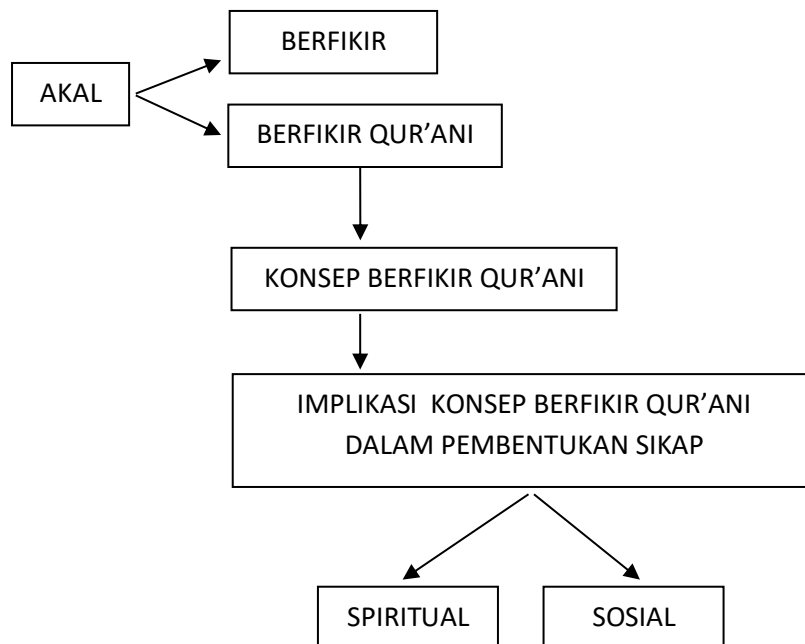 BERFIKIR
AKAL
BERFIKIR QUR’ANI
KONSEP BERFIKIR QUR’ANI
IMPLIKASI KONSEP BERFIKIR QUR’ANI
DALAM PEMBENTUKAN SIKAP
SPIRITUAL
SOSIAL